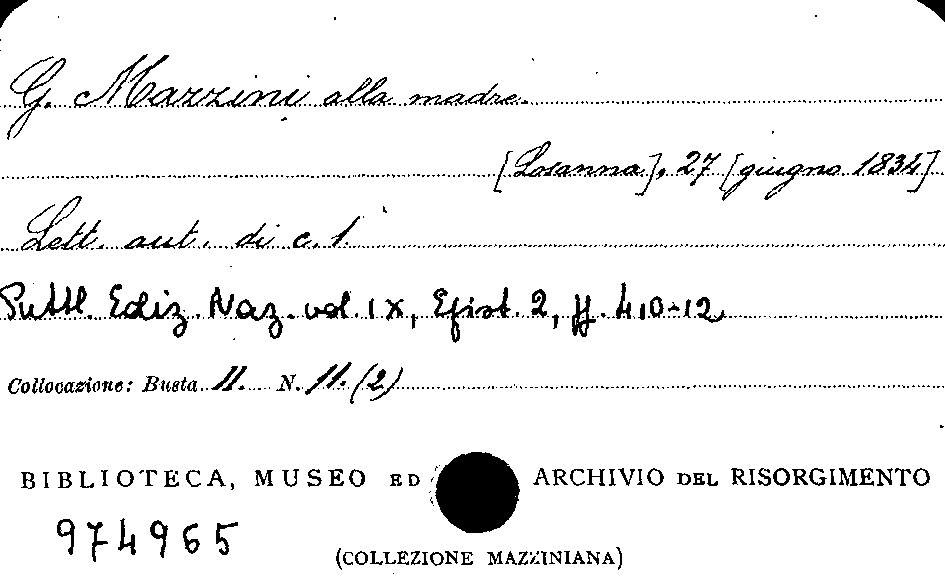 G. Mazzini alla madre.
[Losanna], 27 [giugno 1834]
Lett. aut. di c. 1.
Pubbl. Ediz. Naz. vol. IX, Epist. 2, pp. 410-12
Collocazione: Busta II. N. 11. (2)
BIBLIOTECA, MUSEO ED ARCHIVIO DEL RISORGIMENTO
974965
(COLLEZIONE MAZZINIANA)